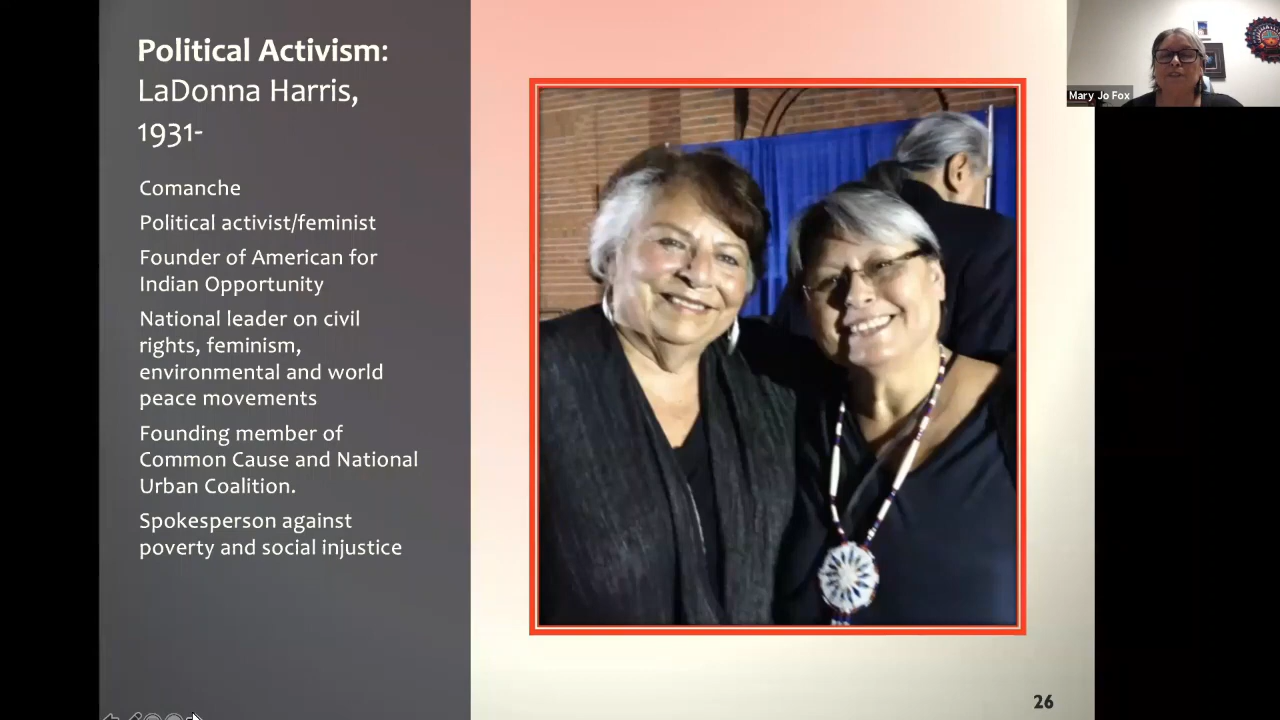 Political Activism:
LaDonna Harris,
1931-
Comanche
Political activist/feminist
Founder of American for
Indian Opportunity
National leader on civil
rights, feminism,
environmental and world
peace movements
Founding member of
Common Cause and National
Urban Coalition.
Spokesperson against
poverty and social injustice
Mary Jo Fox
26